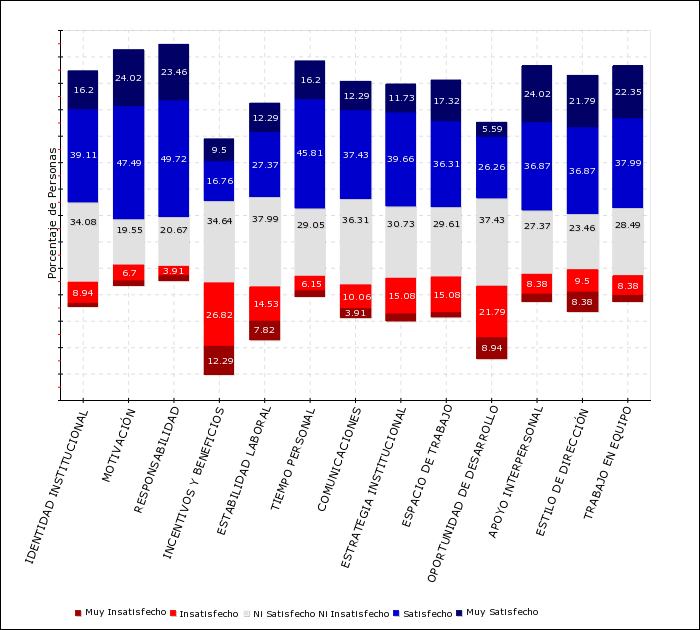 Porcentaje de Personas
16.2 24.02 23.46 9.5 12.29 16.2 12.29 11.73 17.32 5.59 24.02 21.79 22.35
39.11 47.49 49.72 16.76 27.37 45.81 37.43 39.66 36.31 26.26 36.87 36.87 37.99
34.08 19.55 20.67 34.64 37.99 29.05 36.31 30.73 29.61 37.43 27.37 23.46 28.49
8.94 6.7 3.91 26.82 14.53 6.15 10.06 15.08 15.08 21.79 8.38 9.5 8.38
12.29 7.82 3.91 8.94 8.38
IDENTIDAD INSTITUCIONAL
MOTIVACIÓN
RESPONSABILIDAD
INCENTIVOS Y BENEFICIOS
ESTABILIDAD LABORAL
TIEMPO PERSONAL
COMUNICACIONES
ESTRATEGIA INSTITUCIONAL
ESPACIO DE TRABAJO
OPORTUNIDAD DE DESARROLLO
APOYO INTERPERSONAL
ESTILO DE DIRECCIÓN
TRABAJO EN EQUIPO
Muy Insatisfecho Insatisfecho Ni Satisfecho Ni Insatisfecho Satisfecho Muy Satisfecho